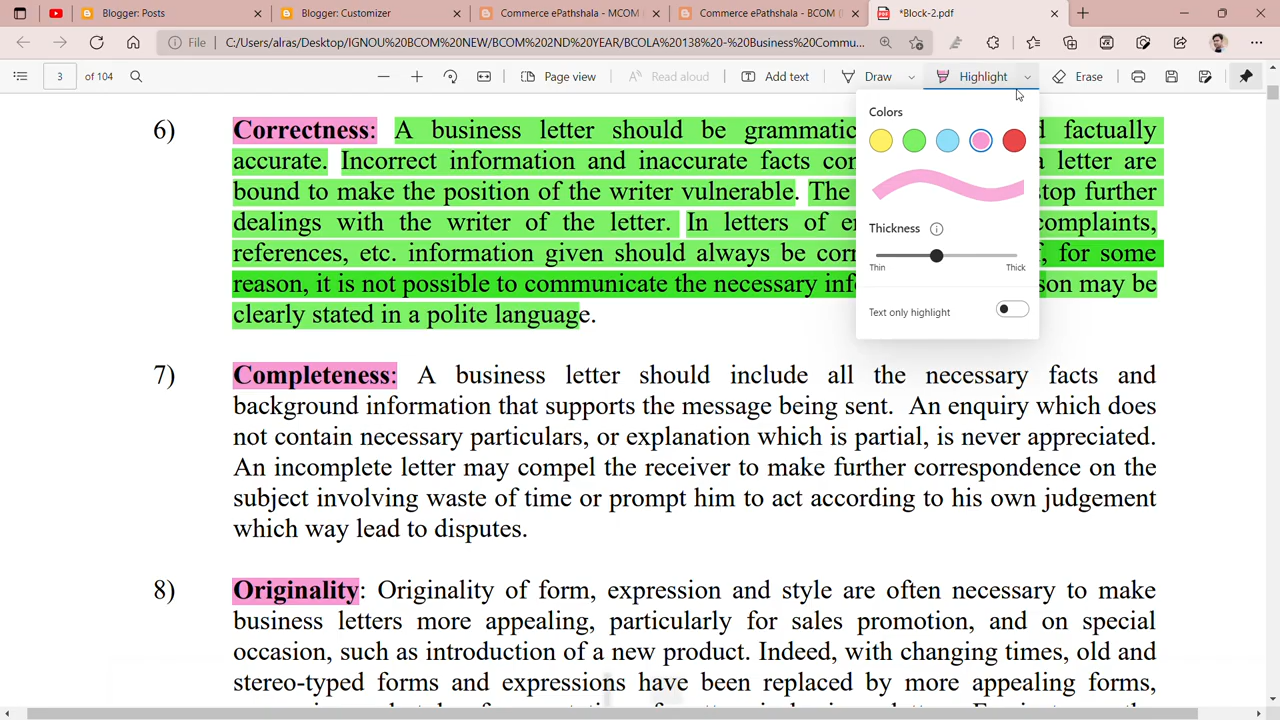 Blogger: Posts
Blogger: Customizer
Commerce ePathshala - MCOM
Commerce ePathshala - BCOM
*Block-2.pdf
File
C:/Users/alras/Desktop/IGNOU%20BCOM%20NEW/BCOM%202ND%20YEAR/BCOLA%20138%20-%20Business%20Commu...
3 of 104
Page view
Read aloud
Add text
Draw
Highlight
Erase
Colors
Thickness
Thin
Thick
Text only highlight
6) Correctness: A business letter should be factually
accurate. Incorrect information and inaccurate facts letter are
bound to make the position of the writer vulnerable. The stop further
dealings with the writer of the letter. In letters of complaints,
references, etc. information given should always be for some
reason, it is not possible to communicate the necessary may be
clearly stated in a polite language.
7) Completeness: A business letter should include all the necessary facts and
background information that supports the message being sent. An enquiry which does
not contain necessary particulars, or explanation which is partial, is never appreciated.
An incomplete letter may compel the receiver to make further correspondence on the
subject involving waste of time or prompt him to act according to his own judgement
which way lead to disputes.
8) Originality: Originality of form, expression and style are often necessary to make
business letters more appealing, particularly for sales promotion, and on special
occasion, such as introduction of a new product. Indeed, with changing times, old and
stereo-typed forms and expressions have been replaced by more appealing forms,